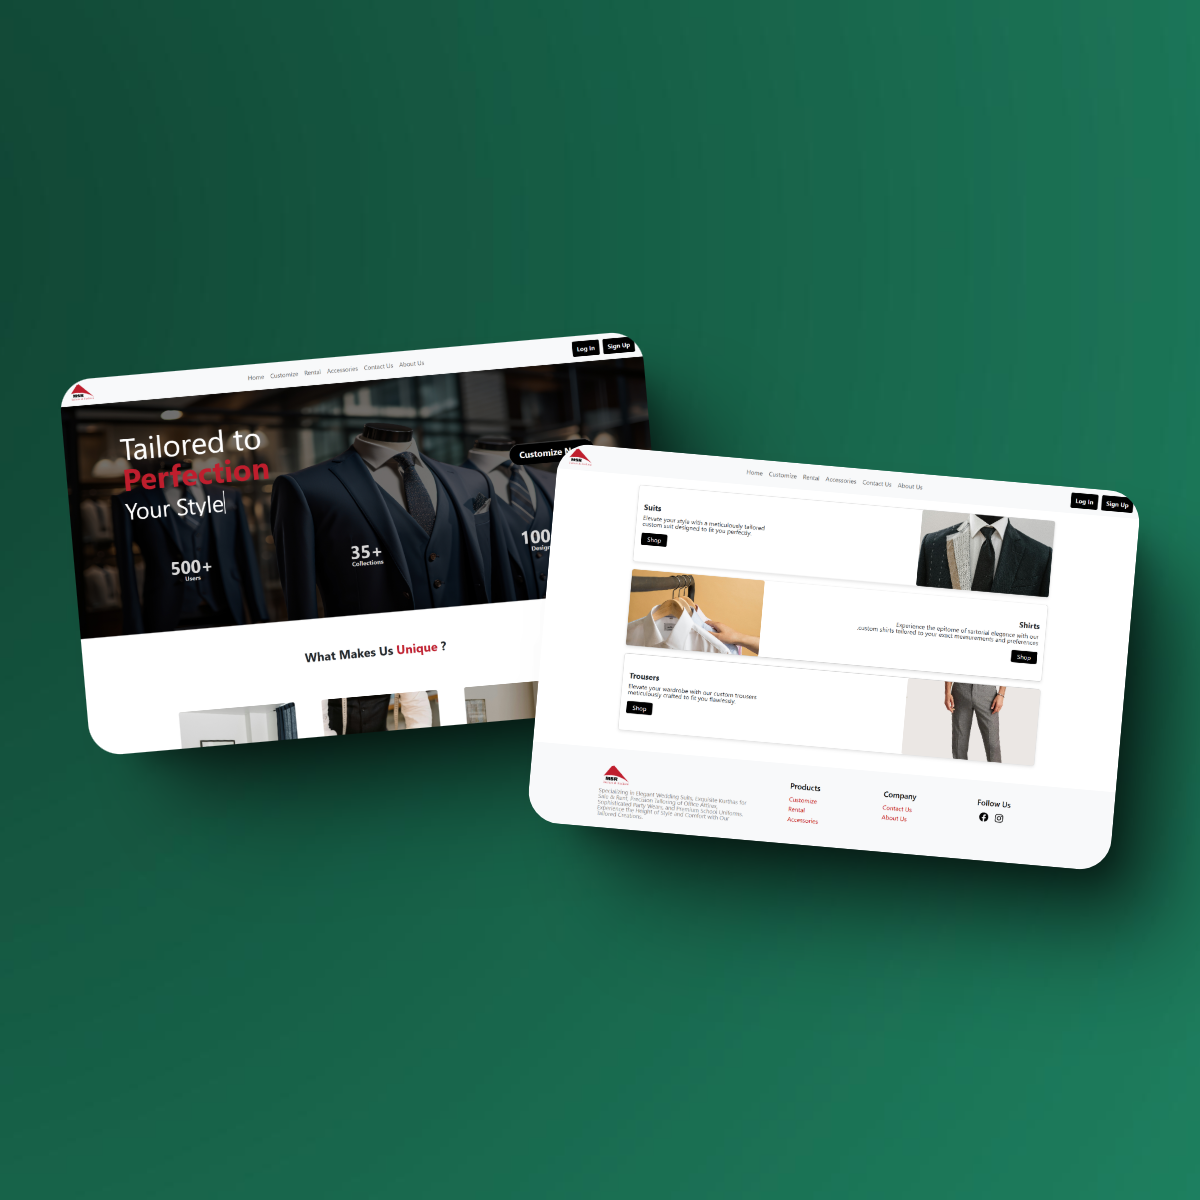 Home Customize Rental Accessories Contact Us About Us
Log In
Sign Up
MSR
Tailored to
Perfection
Your Style
Customize N
500+
Users
35+
Collections
100
Design
What Makes Us Unique ?
MSR
Home Customize Rental Accessories Contact Us About Us
Log In
Sign Up
Suits
Elevate your style with a meticulously tailored
custom suit designed to fit you perfectly.
Shop
Shirts
Experience the epitome of sartorial elegance with our
.custom shirts tailored to your exact measurements and preferences
Shop
Trousers
Elevate your wardrobe with our custom trousers
meticulously crafted to fit you flawlessly.
Shop
MSR
Specializing in Elegant Wedding Suits, Exquisite Kurthas for
Sale & Rent, Precision Tailoring of Office Attires,
Sophisticated Party Wears, and Premium School Uniforms.
Experience the Height of Style and Comfort with Our
Tailored Creations.
Products
Customize
Rental
Accessories
Company
Contact Us
About Us
Follow Us